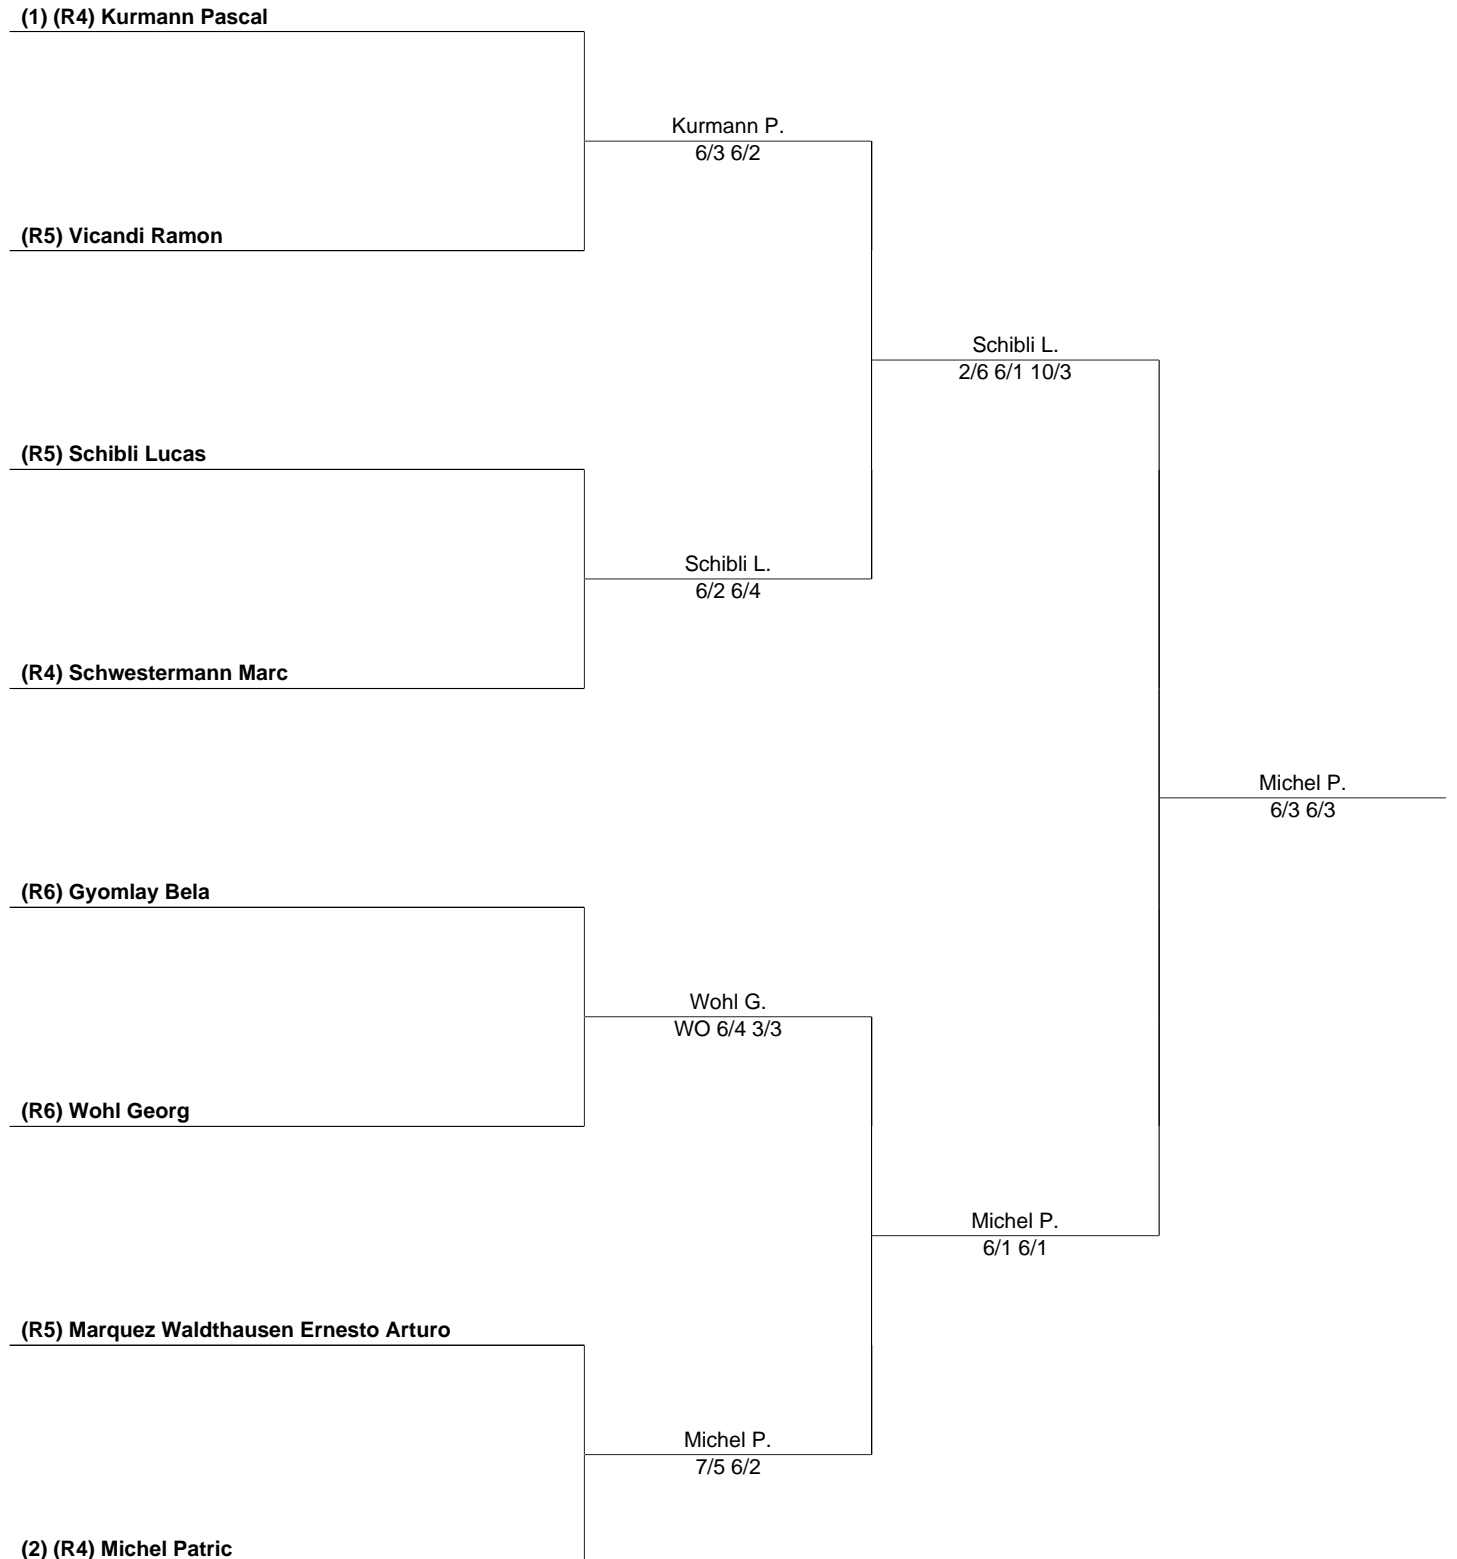 (1) (R4) Kurmann Pascal
Kurmann P.
6/3 6/2
(R5) Vicandi Ramon
Schibli L.
2/6 6/1 10/3
(R5) Schibli Lucas
Schibli L.
6/2 6/4
(R4) Schwestermann Marc
Michel P.
6/3 6/3
(R6) Gyomlay Bela
Wohl G.
WO 6/4 3/3
(R6) Wohl Georg
Michel P.
6/1 6/1
(R5) Marquez Waldthausen Ernesto Arturo
Michel P.
7/5 6/2
(2) (R4) Michel Patric